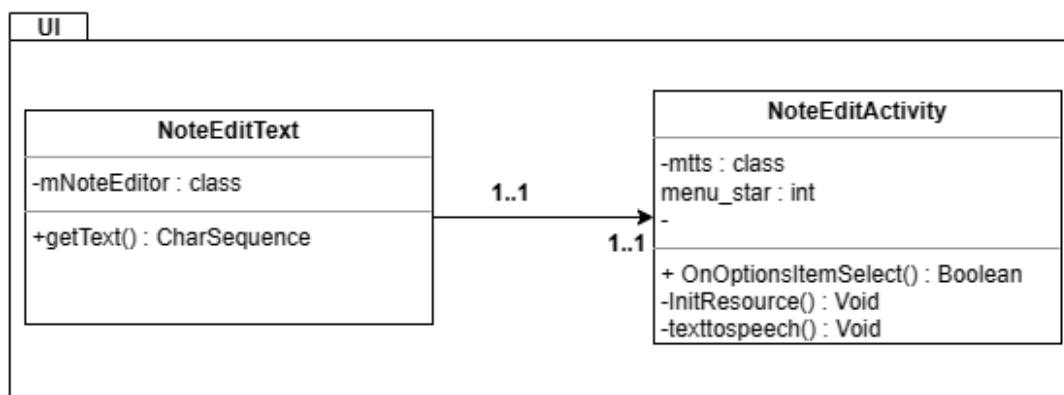 UI
NoteEditText
-mNoteEditor : class
+getText() : CharSequence
1..1
1..1
NoteEditActivity
-mtts : class
menu_star : int
-
+ OnOptionsItemSelect() : Boolean
-InitResource() : Void
-texttospeech() : Void